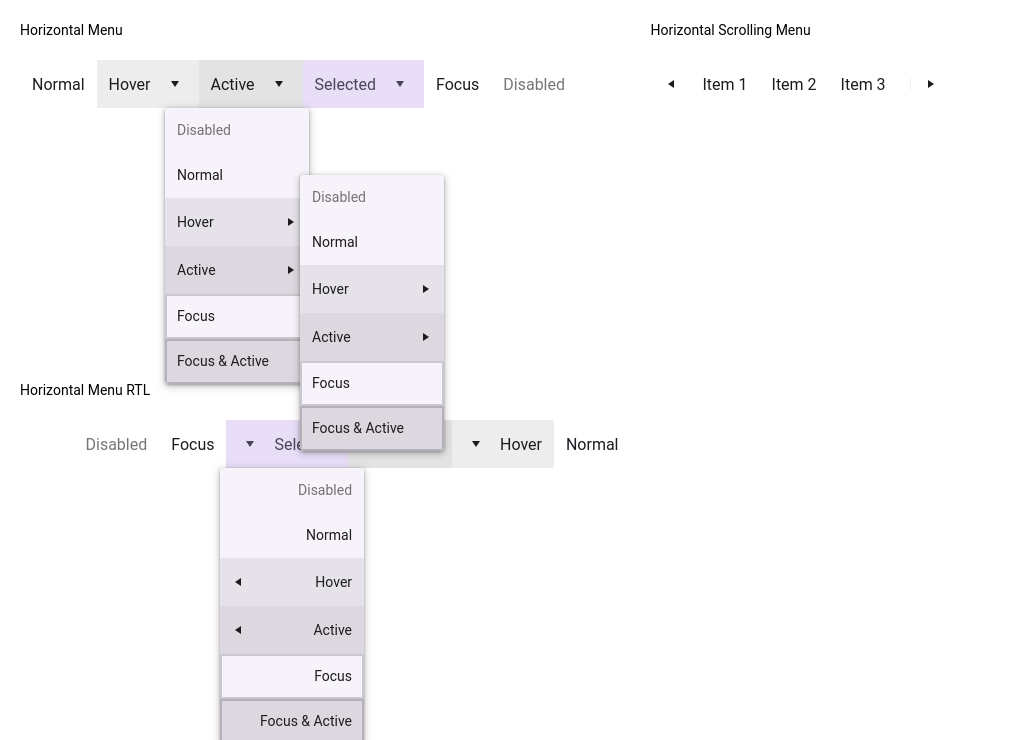 Horizontal Menu
Horizontal Scrolling Menu
Normal Hover Active Selected Focus Disabled
Item 1 Item 2 Item 3
Disabled
Normal
Hover
Active
Focus
Focus & Active
Disabled
Normal
Hover
Active
Focus
Focus & Active
Horizontal Menu RTL
Disabled Focus Hover Normal
Disabled
Normal
Hover
Active
Focus
Focus & Active